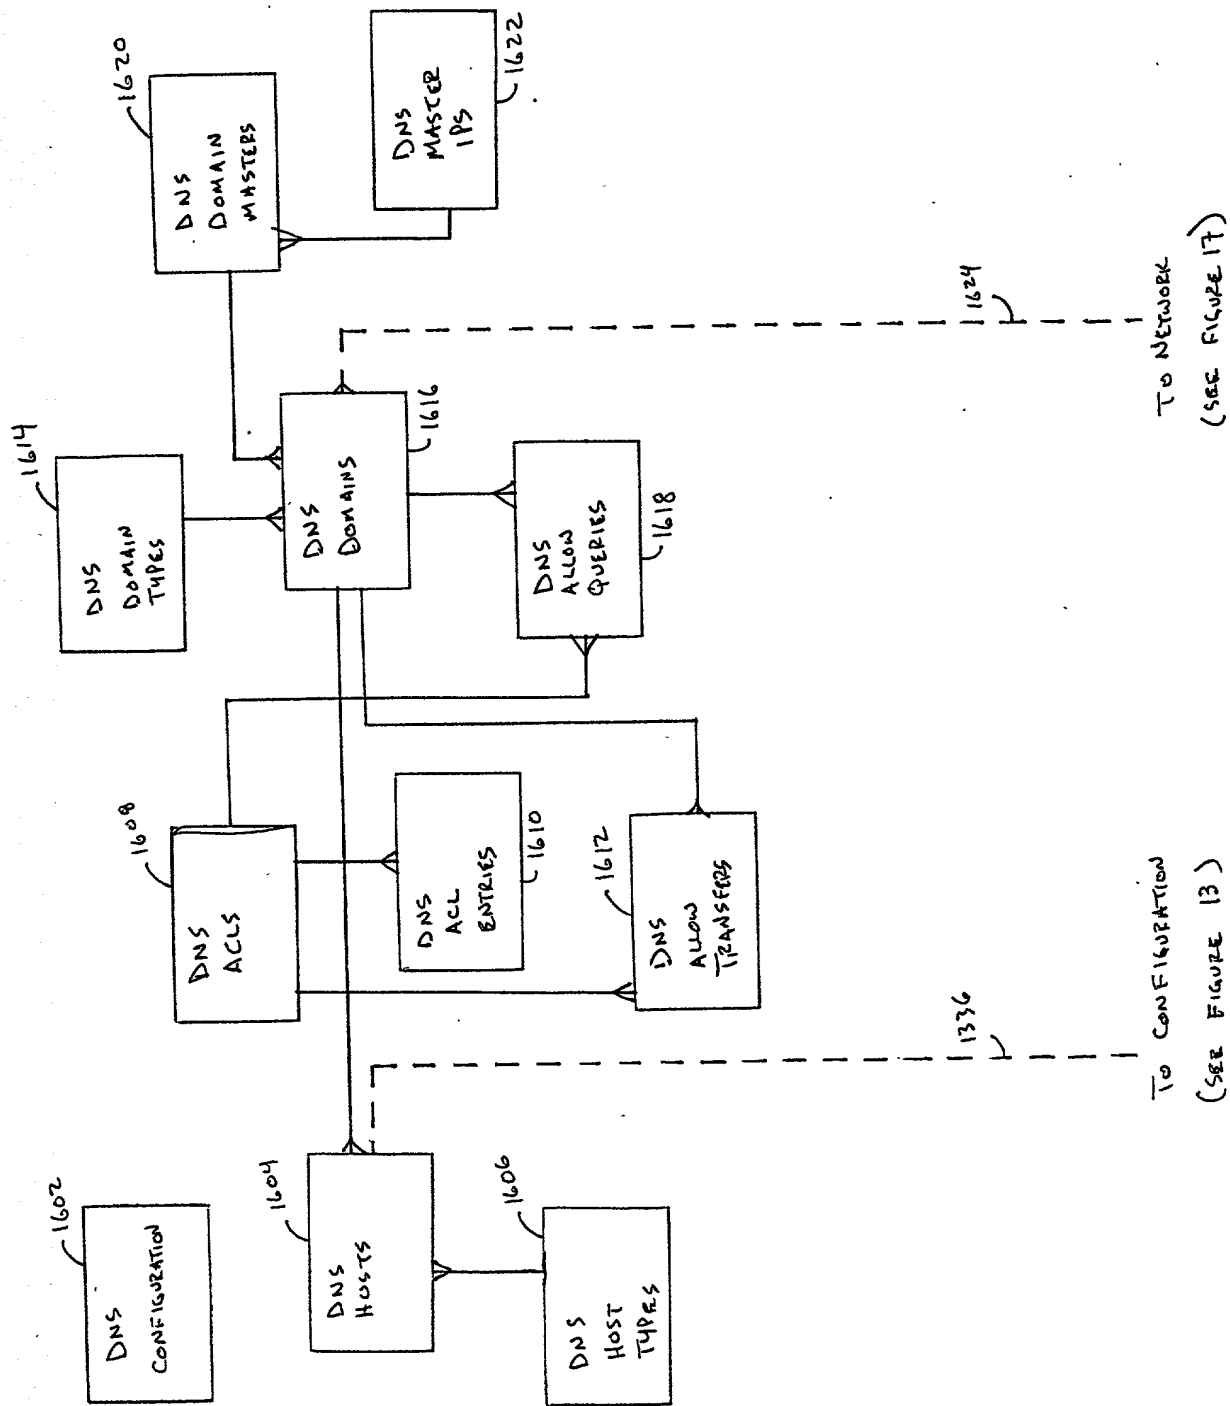 DNS
CONFIGURATION
1602
DNS
HOSTS
1604
DNS
HOST
TYPES
1606
DNS
ACLS
1608
DNS
ACL
ENTRIES
1610
DNS
ALLOW
TRANSFERS
1612
DNS
DOMAIN
TYPES
1614
DNS
DOMAINS
1616
DNS
ALLOW
QUERIES
1618
DNS
DOMAIN
MASTERS
1620
DNS
MASTER
IPS
1622
1336
TO CONFIGURATION
(SEE FIGURE 13)
1624
TO NETWORK
(SEE FIGURE 17)